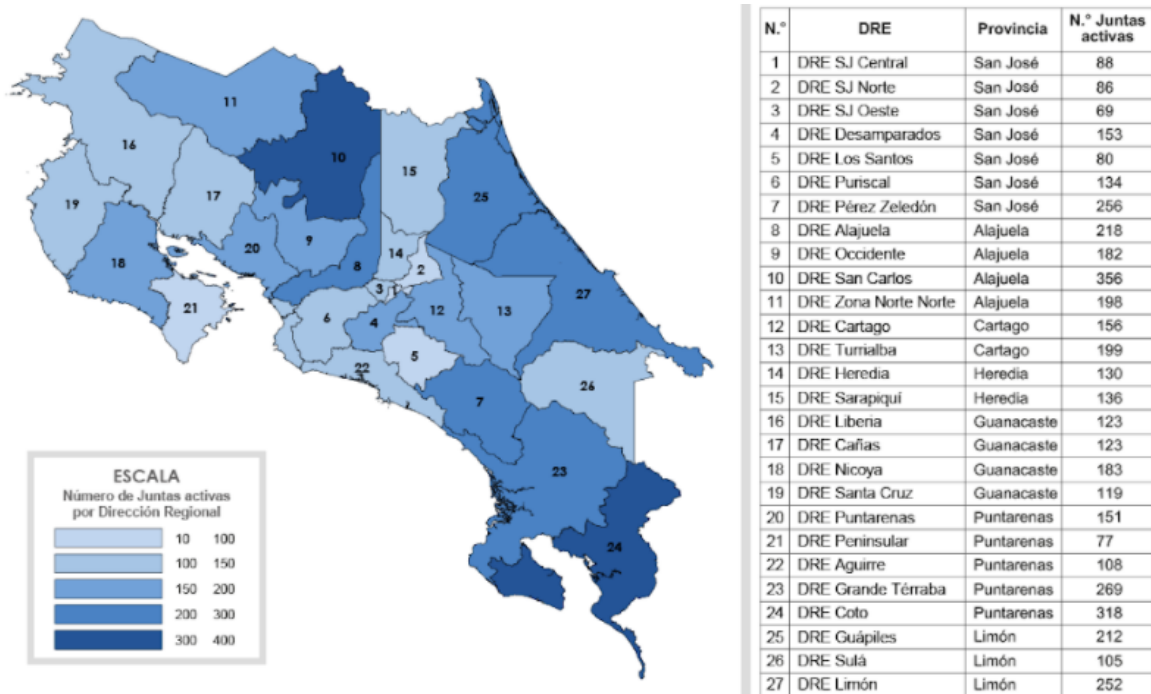 11
10
16
15
17
19
25
20
9
14
2
18
8
3
1
27
21
12
13
6
4
5
22
26
7
23
24
ESCALA
Número de Juntas activas
por Dirección Regional
10 100
100 150
150 200
200 300
300 400
N.° DRE Provincia N.° Juntas activas
1 DRE SJ Central San José 88
2 DRE SJ Norte San José 86
3 DRE SJ Oeste San José 69
4 DRE Desamparados San José 153
5 DRE Los Santos San José 80
6 DRE Puriscal San José 134
7 DRE Pérez Zeledón San José 256
8 DRE Alajuela Alajuela 218
9 DRE Occidente Alajuela 182
10 DRE San Carlos Alajuela 356
11 DRE Zona Norte Norte Alajuela 198
12 DRE Cartago Cartago 156
13 DRE Turrialba Cartago 199
14 DRE Heredia Heredia 130
15 DRE Sarapiquí Heredia 136
16 DRE Liberia Guanacaste 123
17 DRE Cañas Guanacaste 123
18 DRE Nicoya Guanacaste 183
19 DRE Santa Cruz Guanacaste 119
20 DRE Puntarenas Puntarenas 151
21 DRE Peninsular Puntarenas 77
22 DRE Aguirre Puntarenas 108
23 DRE Grande Térraba Puntarenas 269
24 DRE Coto Puntarenas 318
25 DRE Guápiles Limón 212
26 DRE Sulá Limón 105
27 DRE Limón Limón 252